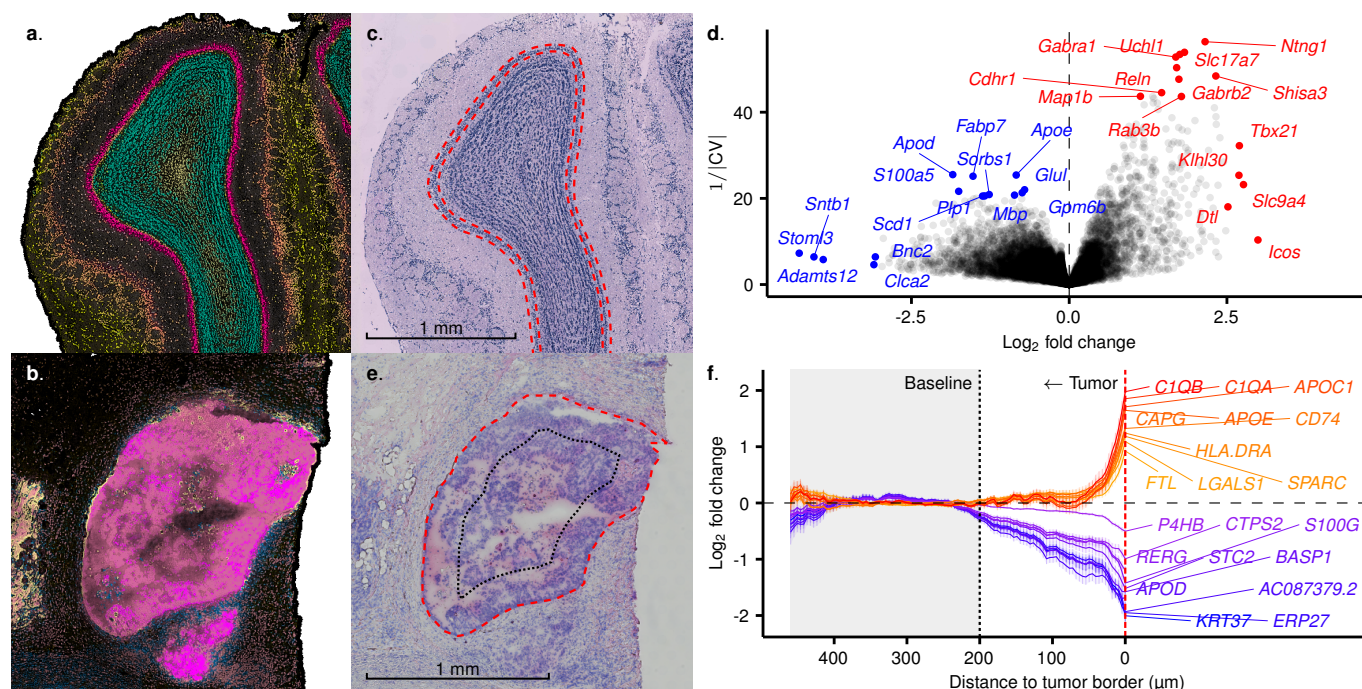 a.
c.
1 mm
d.
Gabra1 Uchl1 Ntng1
Slc17a7
Cdhr1 Reln
Map1b Gabrb2 Shisa3
Rab3b
Fabp7 Apoe Tbx21
Apod
Sorbs1 Klhl30
S100a5 Glul
Sntb1 Plp1 Mbp Gpm6b Slc9a4
Scd1 Dtl
Stoml3 Bnc2 Icos
Adamts12 Clca2
1/|CV|
40
20
0
-2.5 0.0 2.5
Log2 fold change
b.
e.
1 mm
f.
Baseline ← Tumor
C1QB C1QA APOC1
CAPG APOE CD74
HLA.DRA
FTL LGALS1 SPARC
P4HB CTPS2 S100G
RERG STC2 BASP1
APOD AC087379.2
KRT37 ERP27
Log2 fold change
2
1
0
-1
-2
400 300 200 100 0
Distance to tumor border (µm)